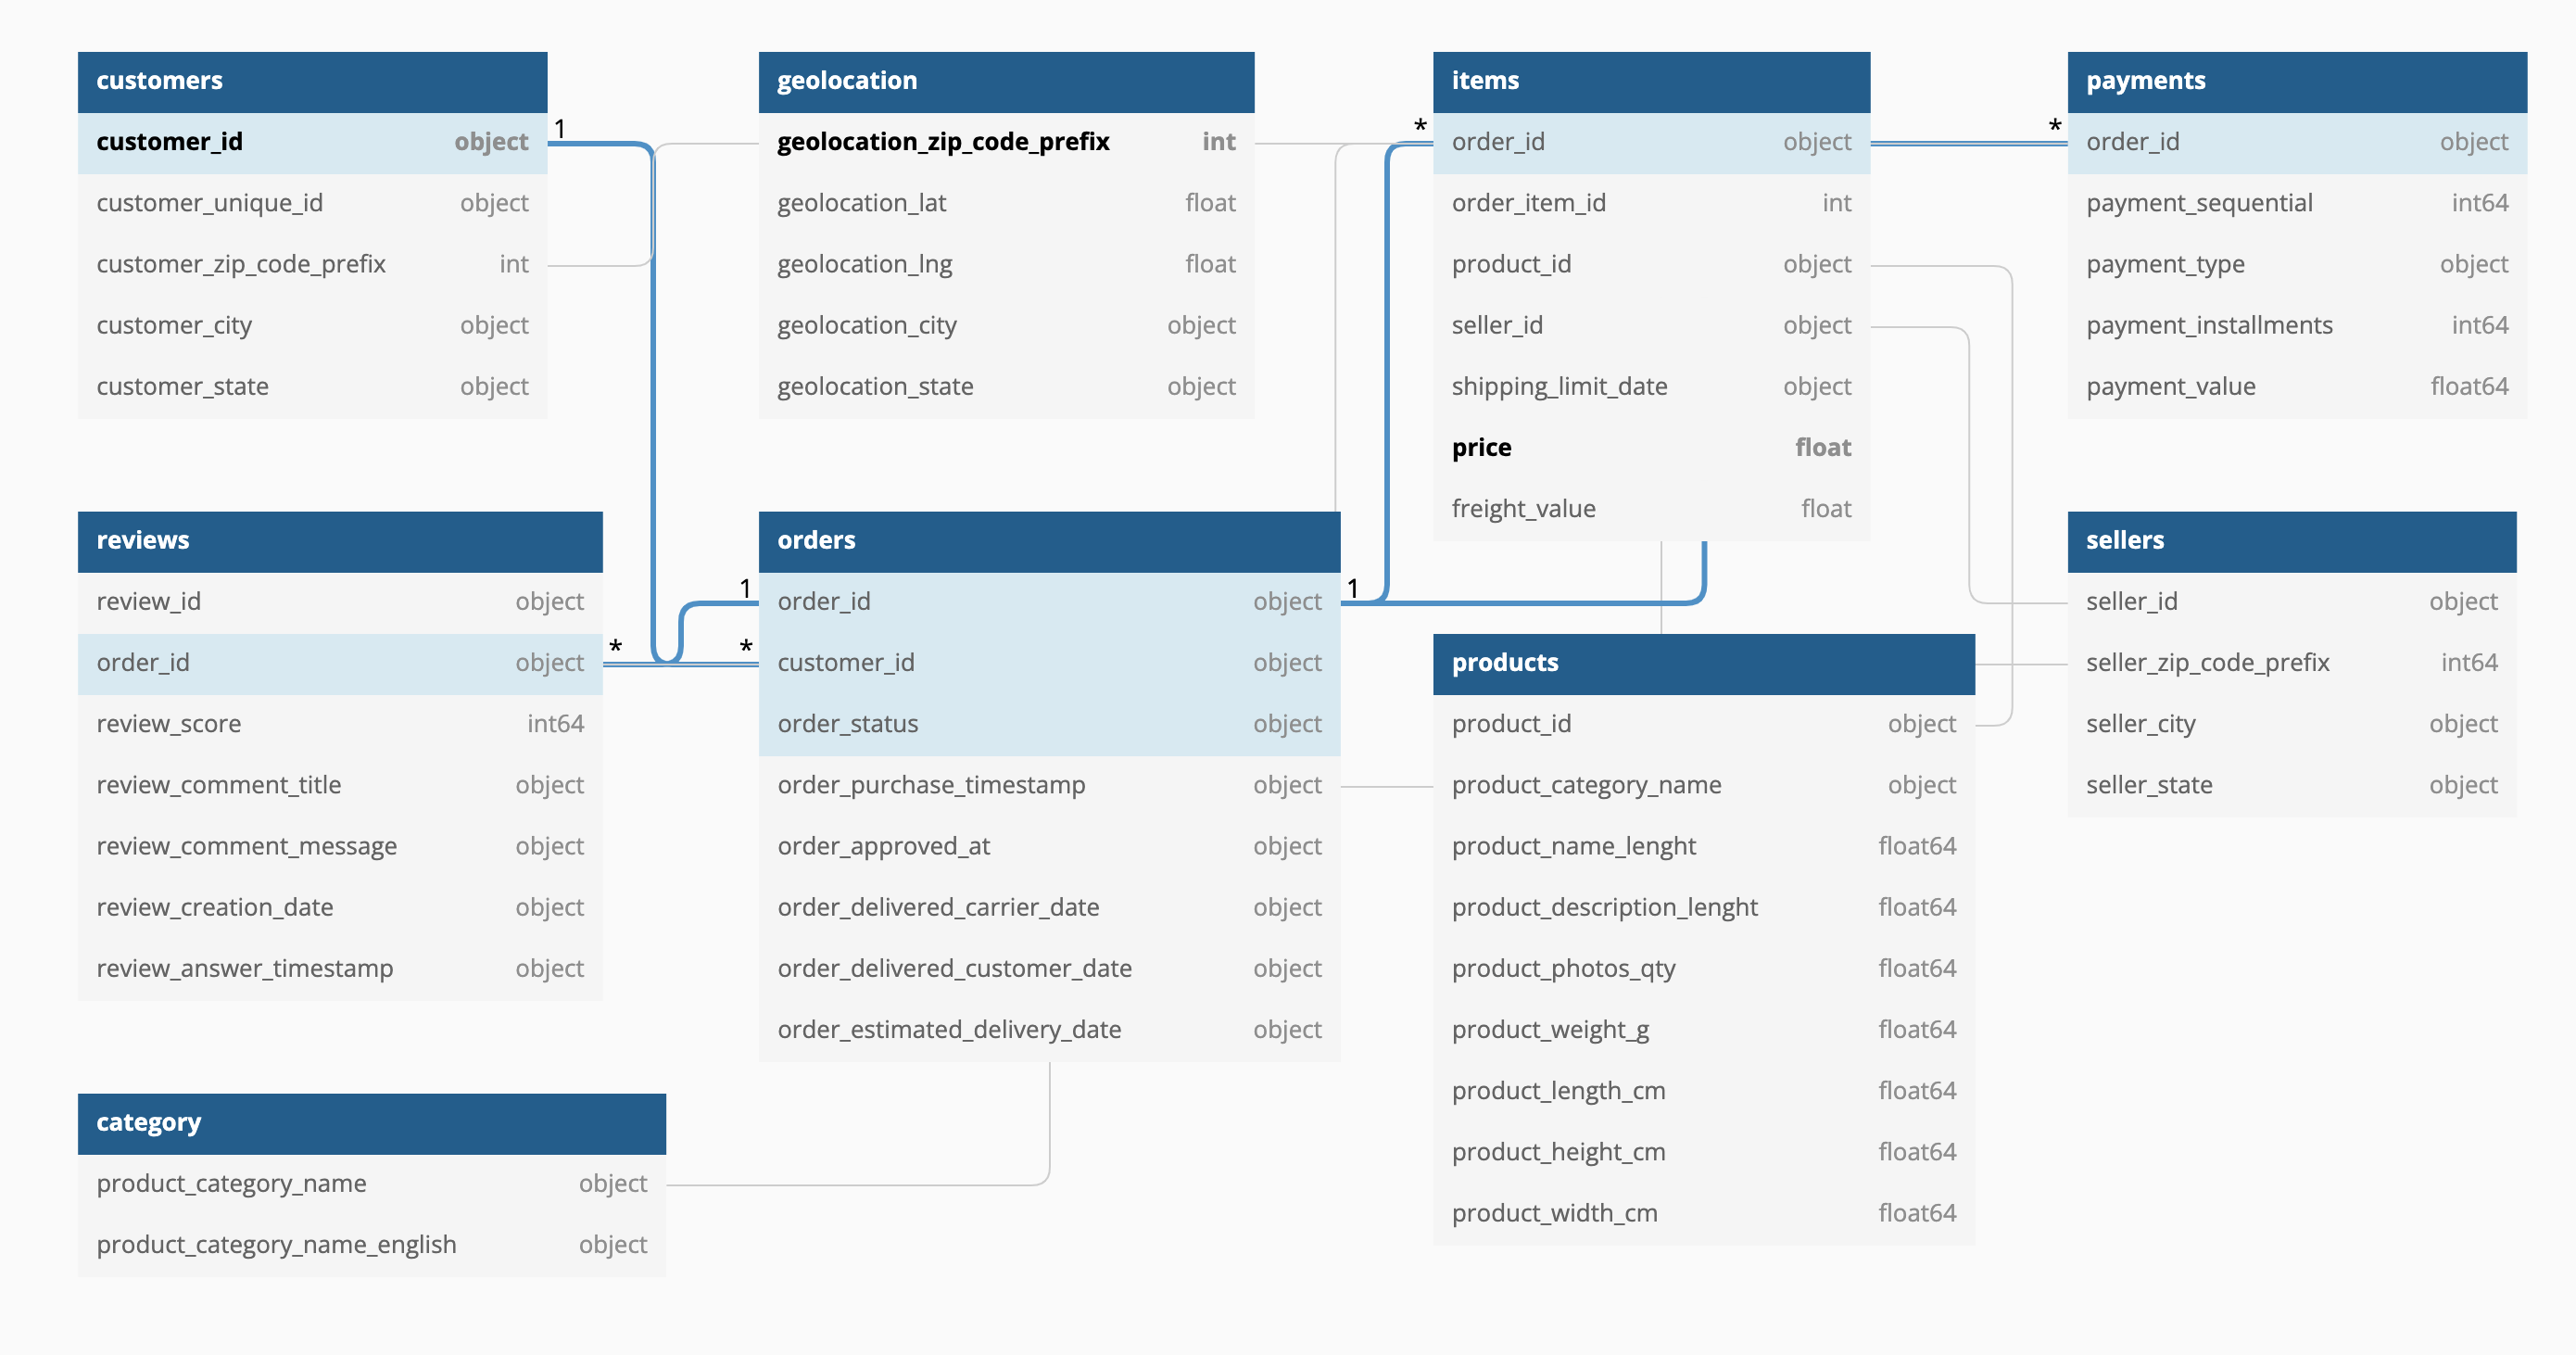 customers
1
customer_id object
customer_unique_id object
customer_zip_code_prefix int
customer_city object
customer_state object
geolocation
geolocation_zip_code_prefix int
geolocation_lat float
geolocation_lng float
geolocation_city object
geolocation_state object
items
*
order_id object
order_item_id int
product_id object
seller_id object
shipping_limit_date object
price float
freight_value float
payments
*
order_id object
payment_sequential int64
payment_type object
payment_installments int64
payment_value float64
reviews
review_id object
*
order_id object
review_score int64
review_comment_title object
review_comment_message object
review_creation_date object
review_answer_timestamp object
orders
1 1
order_id object
*
customer_id object
order_status object
order_purchase_timestamp object
order_approved_at object
order_delivered_carrier_date object
order_delivered_customer_date object
order_estimated_delivery_date object
products
product_id object
product_category_name object
product_name_lenght float64
product_description_lenght float64
product_photos_qty float64
product_weight_g float64
product_length_cm float64
product_height_cm float64
product_width_cm float64
sellers
seller_id object
seller_zip_code_prefix int64
seller_city object
seller_state object
category
product_category_name object
product_category_name_english object